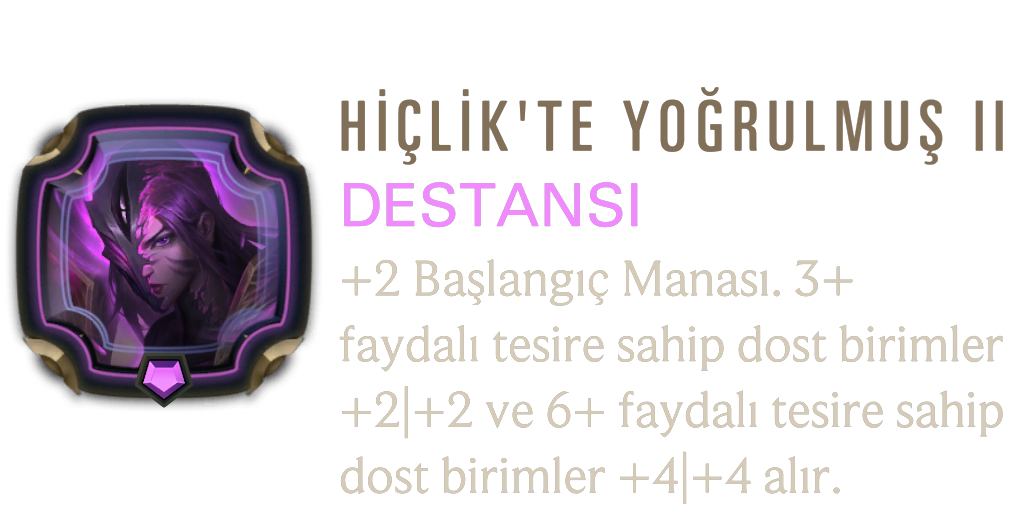 HİÇLİK'TE YOĞRULMUŞ II
DESTANSI
+2 Başlangıç Manası. 3+
faydalı tesire sahip dost birimler
+2|+2 ve 6+ faydalı tesire sahip
dost birimler +4|+4 alır.